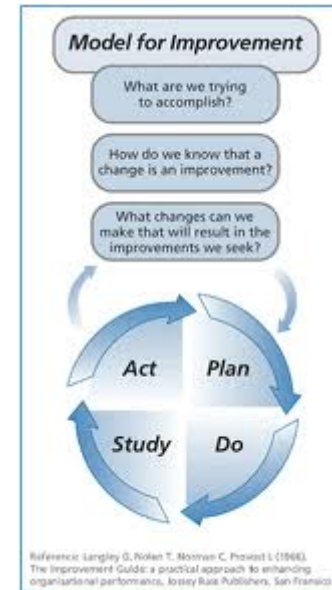 Model for Improvement
What are we trying
to accomplish?
How do we know that a
change is an improvement?
What changes can we
make that will result in the
improvements we seek?
Act Plan
Study Do
Reference: Langley G, Nolen T, Norman C, Provost L (1966),
The Improvement Guide: a practical approach to enhancing
organisational performance, Jossey Bass Publishers, San Francisco